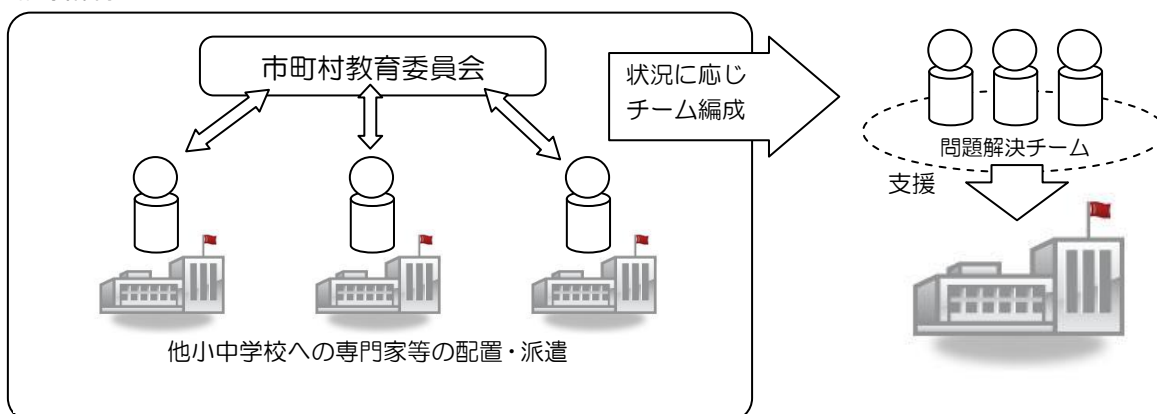 市町村教育委員会
状況に応じ
チーム編成
問題解決チーム
支援
他小中学校への専門家等の配置・派遣